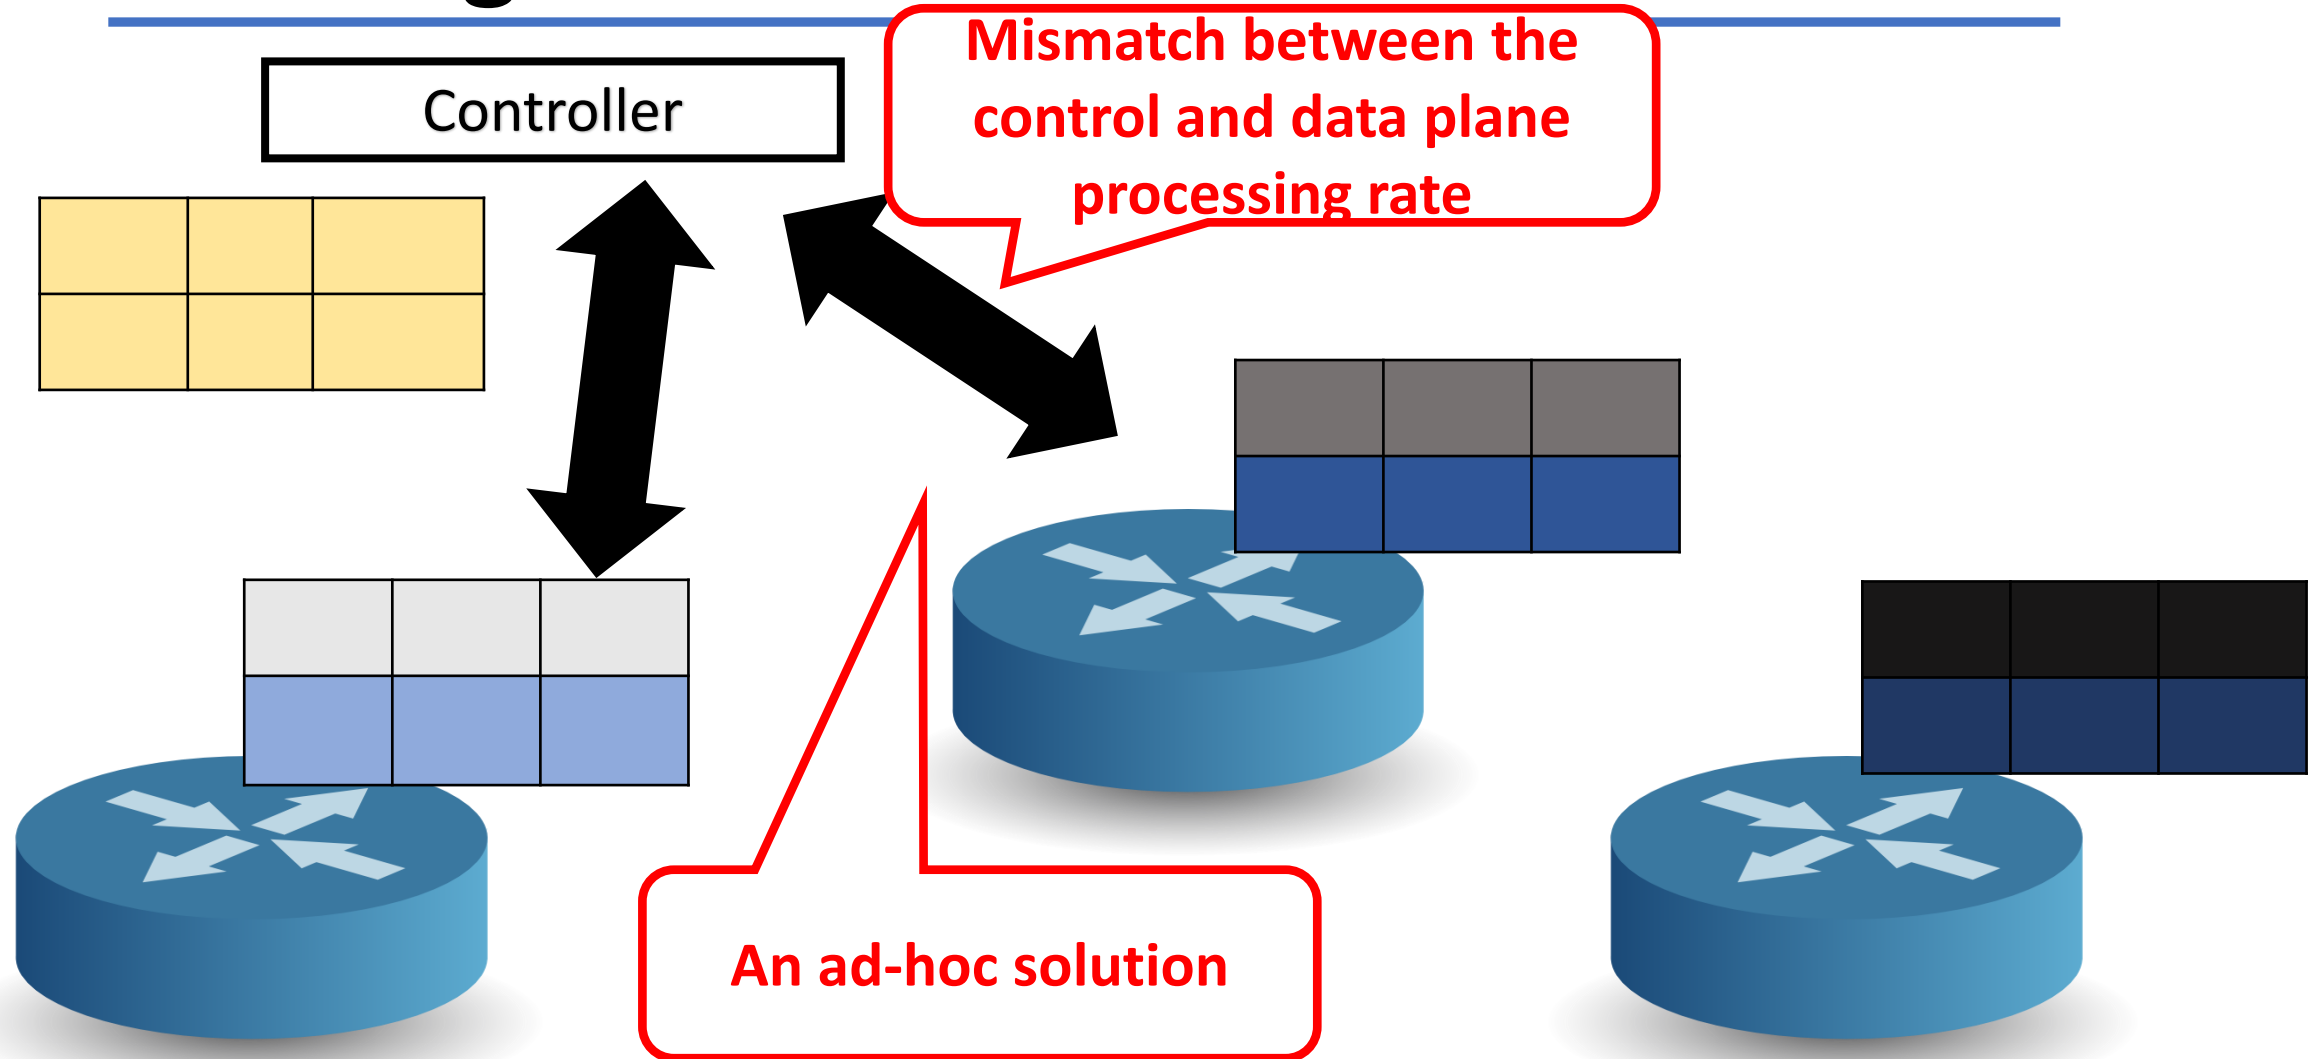 Controller
Mismatch between the
control and data plane
processing rate
An ad-hoc solution